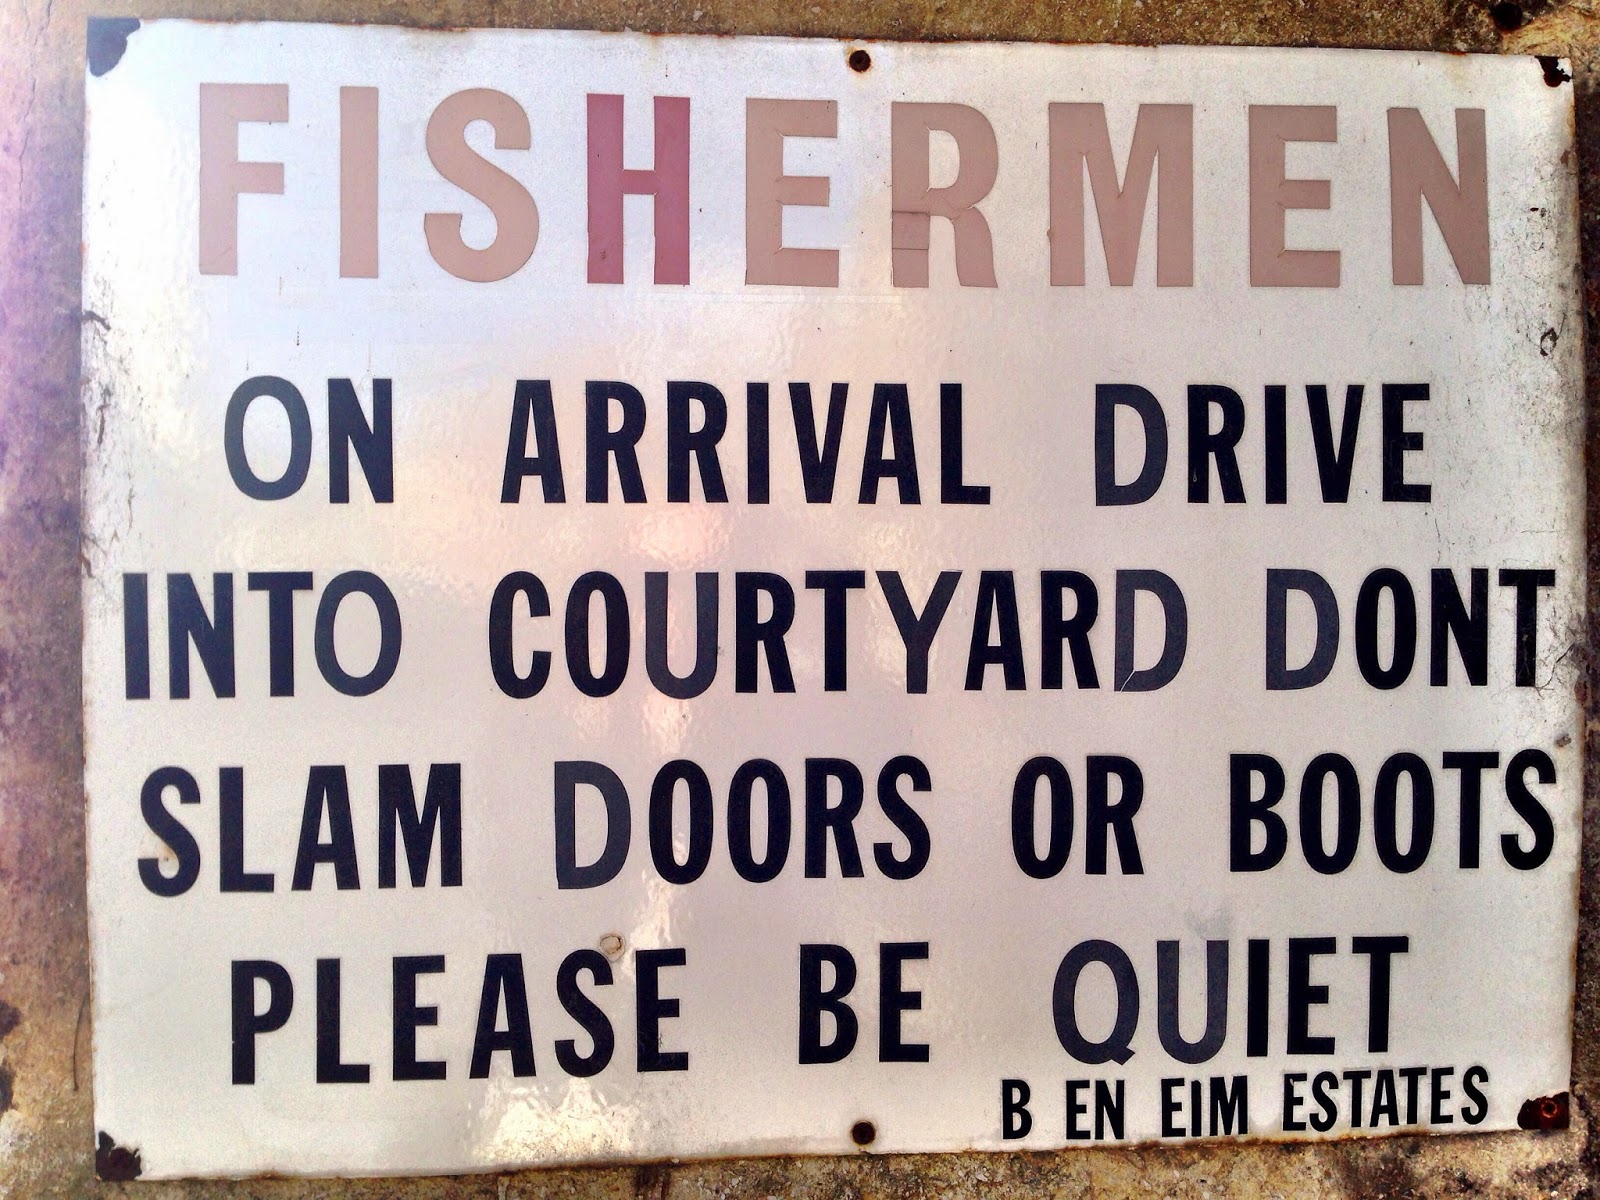 FISHERMEN
ON ARRIVAL DRIVE
INTO COURTYARD DONT
SLAM DOORS OR BOOTS
PLEASE BE QUIET
B EN EIM ESTATES